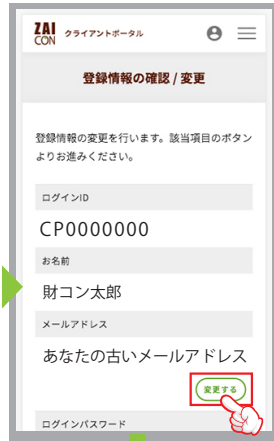 ZAI
CON クライアントポータル
登録情報の確認 / 変更
登録情報の変更を行います。該当項目のボタン
よりお進みください。
ログインID
CP0000000
お名前
財コン太郎
メールアドレス
あなたの古いメールアドレス
変更する
ログインパスワード